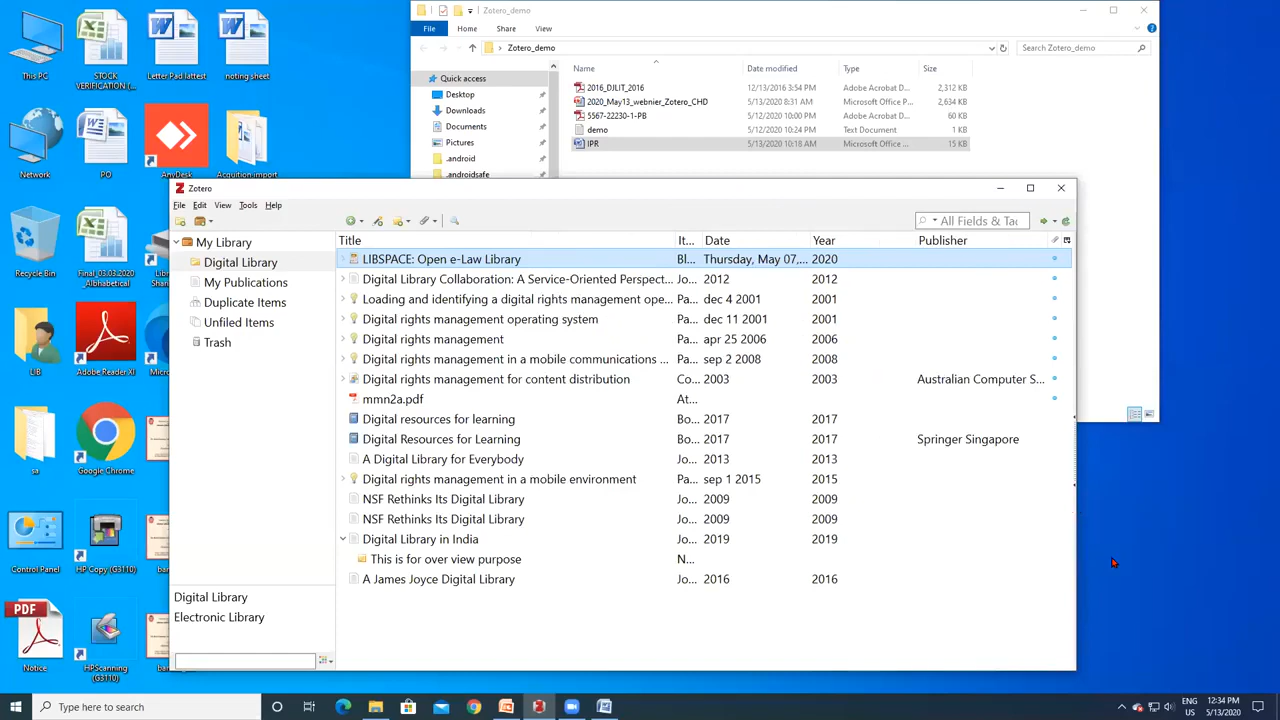 Zotero_demo
File Home Share View
Zotero_demo
Search Zotero_demo
Name Date modified Type Size
Quick access
Desktop
Downloads
Documents
Pictures
.android
.androidsafe
2016_DJLIT_2016 12/13/2016 3:54 PM Adobe Acrobat D... 2,312 KB
2020_May13_webnier_Zotero_CHD 5/13/2020 8:31 AM Microsoft Office P... 2,634 KB
5567-22230-1-PB 5/12/2020 10:00 PM Adobe Acrobat D... 60 KB
demo 5/12/2020 10:24 PM Text Document 1 KB
IPR 5/13/2020 10:18 AM Microsoft Office ... 15 KB
This PC
STOCK
VERIFICATION (...
Letter Pad lattest
noting sheet
Network
PO
AnyDesk
Acquition import
Recycle Bin
Final_03.03.2020
_Albhabetical
Shar
LIB
Adobe Reader XI
Micros
sa
Google Chrome
Control Panel
HP Copy (G3110)
Notice
HPScanning
(G3110)
Zotero
File Edit View Tools Help
All Fields & Tag
My Library
Digital Library
My Publications
Duplicate Items
Unfiled Items
Trash
Digital Library
Electronic Library
Title It... Date Year Publisher
LIBSPACE: Open e-Law Library Bl... Thursday, May 07,... 2020
Digital Library Collaboration: A Service-Oriented Perspect... Jo... 2012 2012
Loading and identifying a digital rights management ope... Pa... dec 4 2001 2001
Digital rights management operating system Pa... dec 11 2001 2001
Digital rights management Pa... apr 25 2006 2006
Digital rights management in a mobile communications ... Pa... sep 2 2008 2008
Digital rights management for content distribution Co... 2003 2003 Australian Computer S...
mmn2a.pdf At...
Digital resources for learning Bo... 2017 2017
Digital Resources for Learning Bo... 2017 2017 Springer Singapore
A Digital Library for Everybody Jo... 2013 2013
Digital rights management in a mobile environment Pa... sep 1 2015 2015
NSF Rethinks Its Digital Library Jo... 2009 2009
NSF Rethinks Its Digital Library Jo... 2009 2009
Digital Library in India Jo... 2019 2019
This is for over view purpose N...
A James Joyce Digital Library Jo... 2016 2016
Type here to search
ENG
US
12:34 PM
5/13/2020